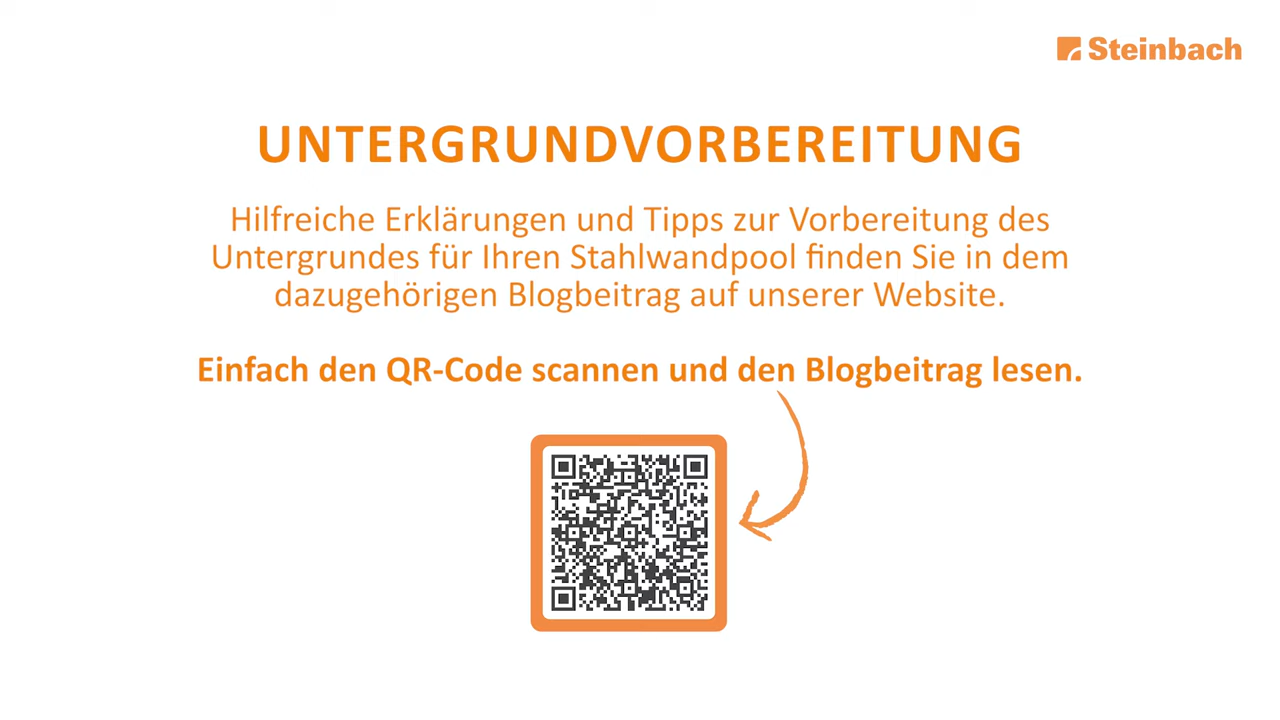 Steinbach
UNTERGRUNDVORBEREITUNG
Hilfreiche Erklärungen und Tipps zur Vorbereitung des
Untergrundes für Ihren Stahlwandpool finden Sie in dem
dazugehörigen Blogbeitrag auf unserer Website.
Einfach den QR-Code scannen und den Blogbeitrag lesen.